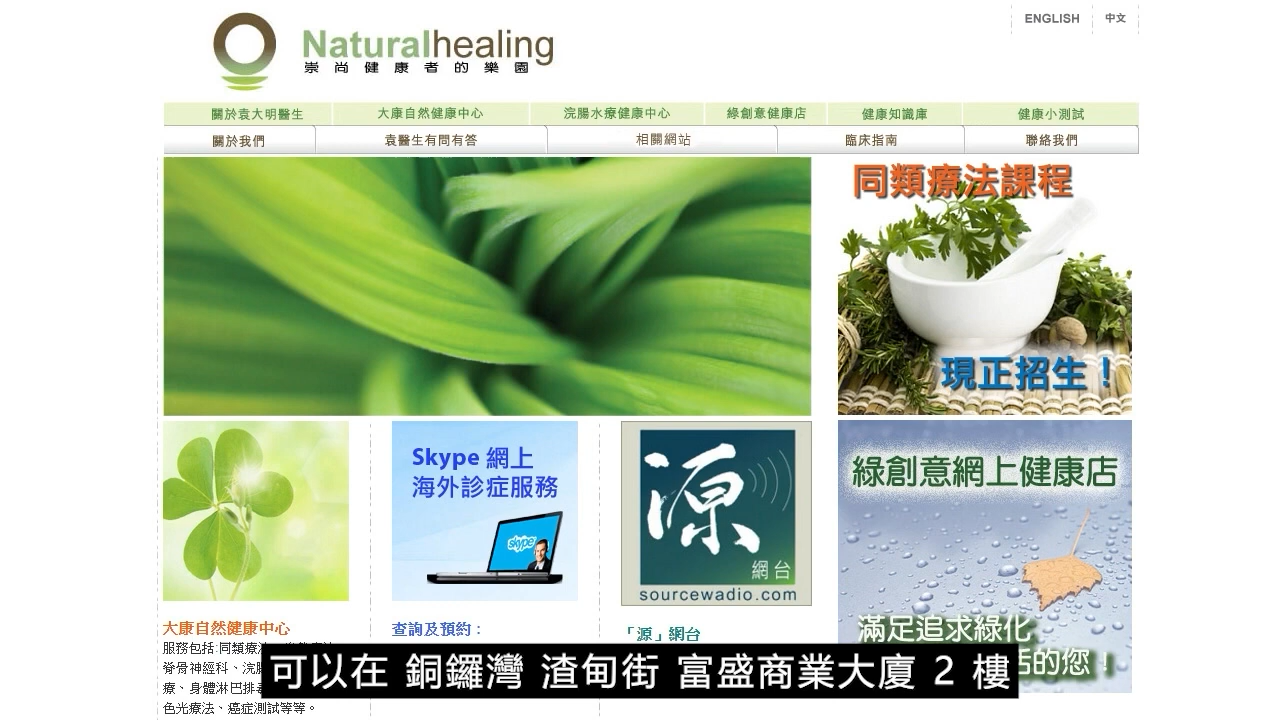 ENGLISH
中文
Naturalhealing
崇尚健康者的樂園
關於袁大明醫生
大康自然健康中心
浣腸水療健康中心
綠創意健康店
健康知識庫
健康小測試
關於我們
袁醫生有問有答
相關網站
臨床指南
聯絡我們
同類療法課程
現正招生！
Skype 網上
海外診症服務
skype
源
網台
sourcewadio.com
綠創意網上健康店
滿足追求綠化
活的您！
大康自然健康中心
服務包括:同類療
脊骨神經科、浣腸
療、身體淋巴排毒
色光療法、癌症測試等等。
查詢及預約：
「源」網台
可以在 銅鑼灣 渣甸街 富盛商業大廈 2 樓